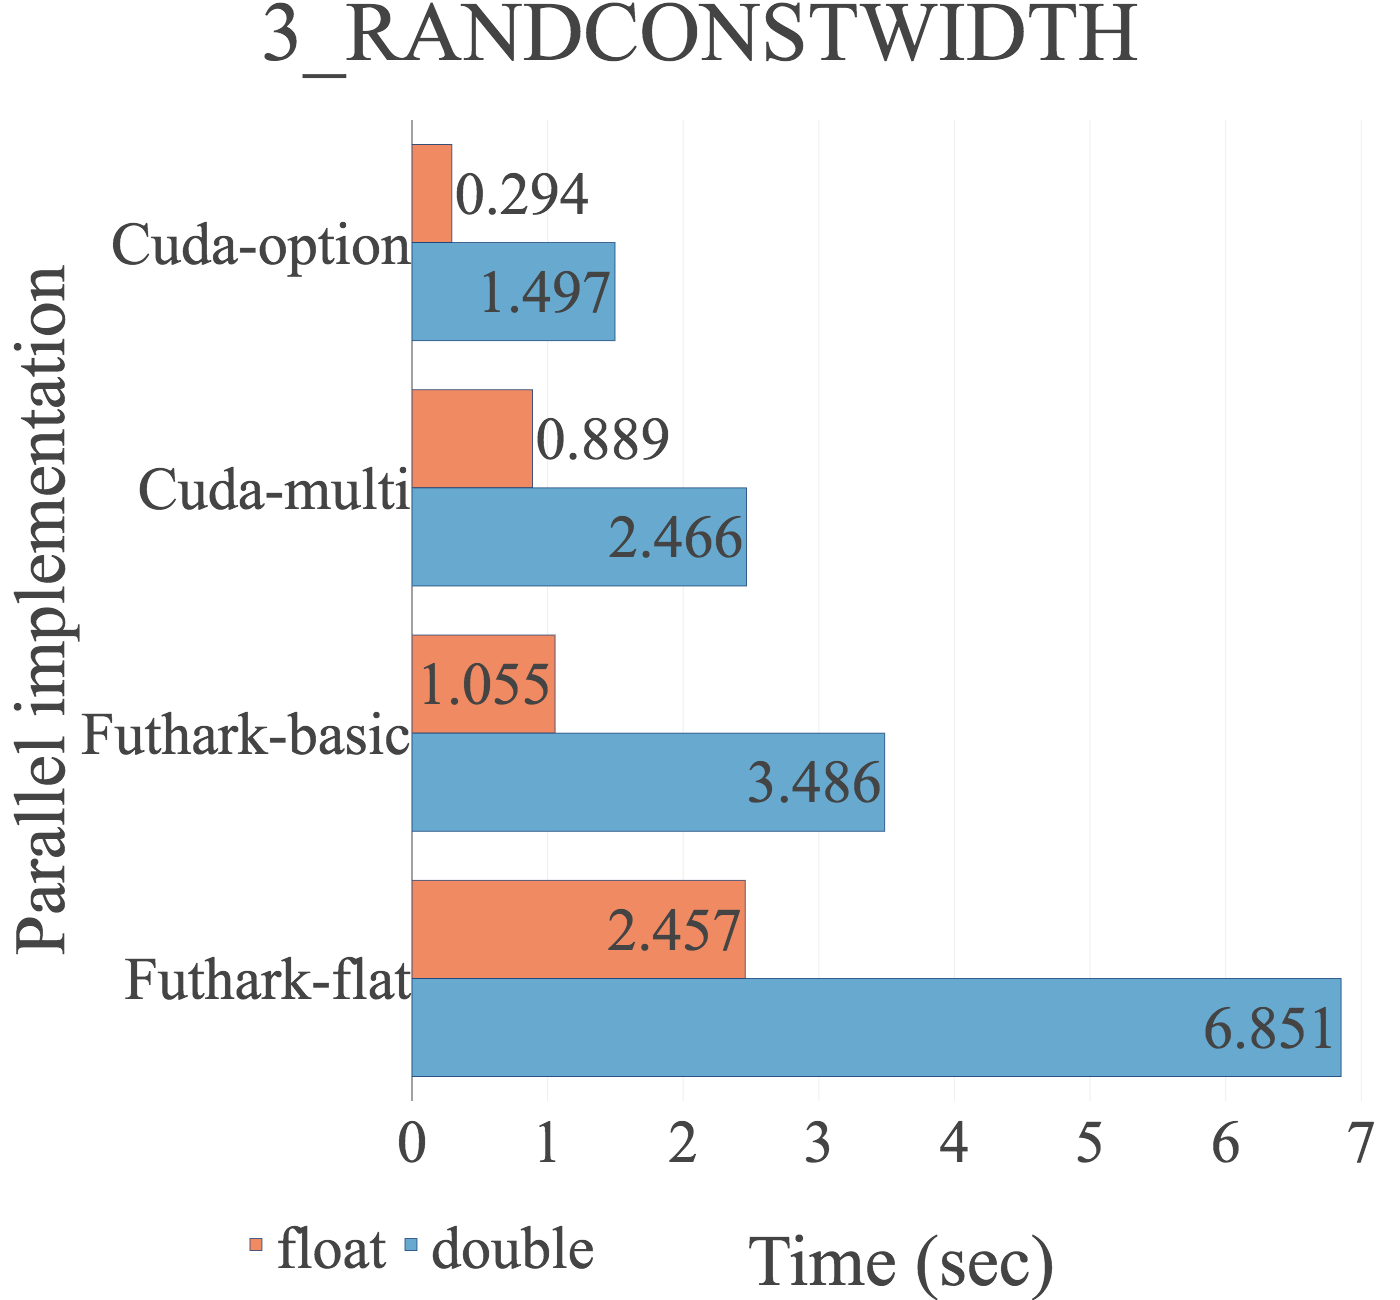 3_RANDCONSTWIDTH
Parallel implementation
Cuda-option
0.294
1.497
Cuda-multi
0.889
2.466
Futhark-basic
1.055
3.486
Futhark-flat
2.457
6.851
0 1 2 3 4 5 6 7
float double
Time (sec)